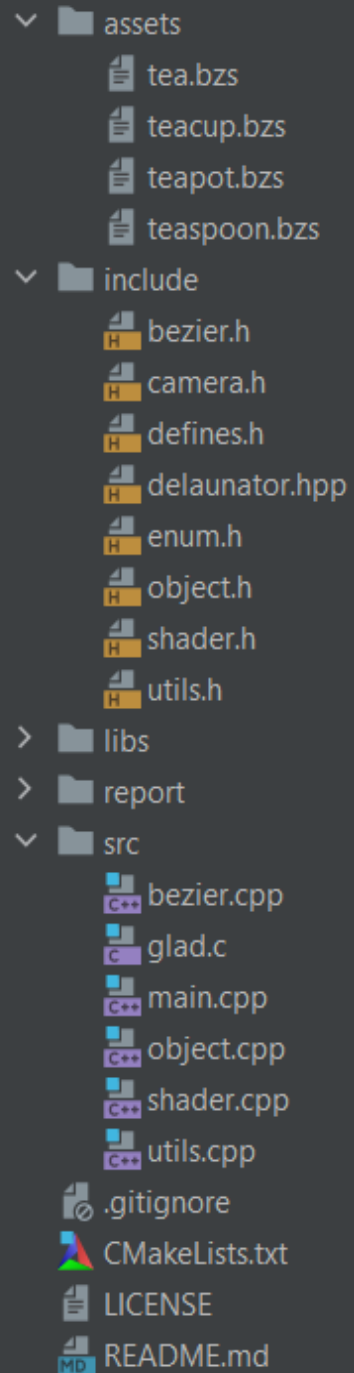 assets
tea.bzs
teacup.bzs
teapot.bzs
teaspoon.bzs
include
H bezier.h
H camera.h
H defines.h
H delaunator.hpp
H enum.h
H object.h
H shader.h
H utils.h
libs
report
src
C++ bezier.cpp
C glad.c
C++ main.cpp
C++ object.cpp
C++ shader.cpp
C++ utils.cpp
.gitignore
CMakeLists.txt
LICENSE
MD README.md